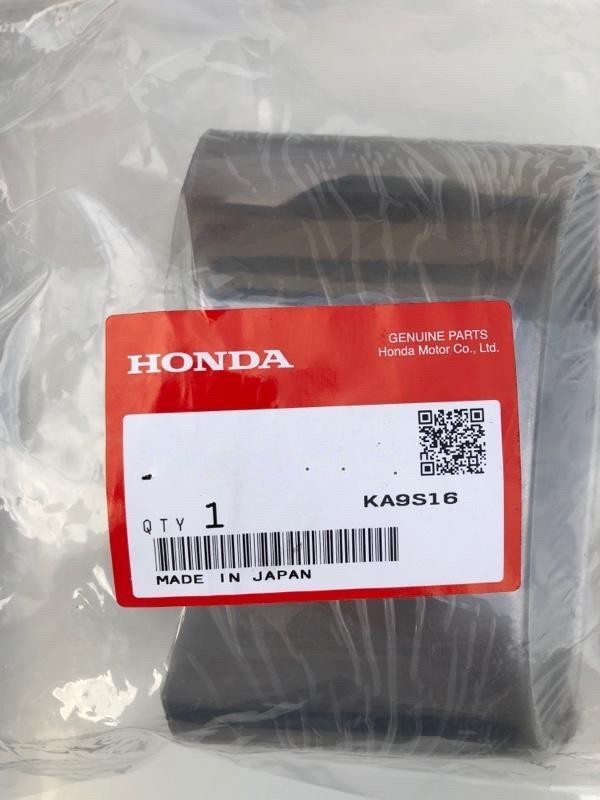 GENUINE PARTS
HONDA
Honda Motor Co., Ltd.
KA9S16
QTY 1
MADE IN JAPAN